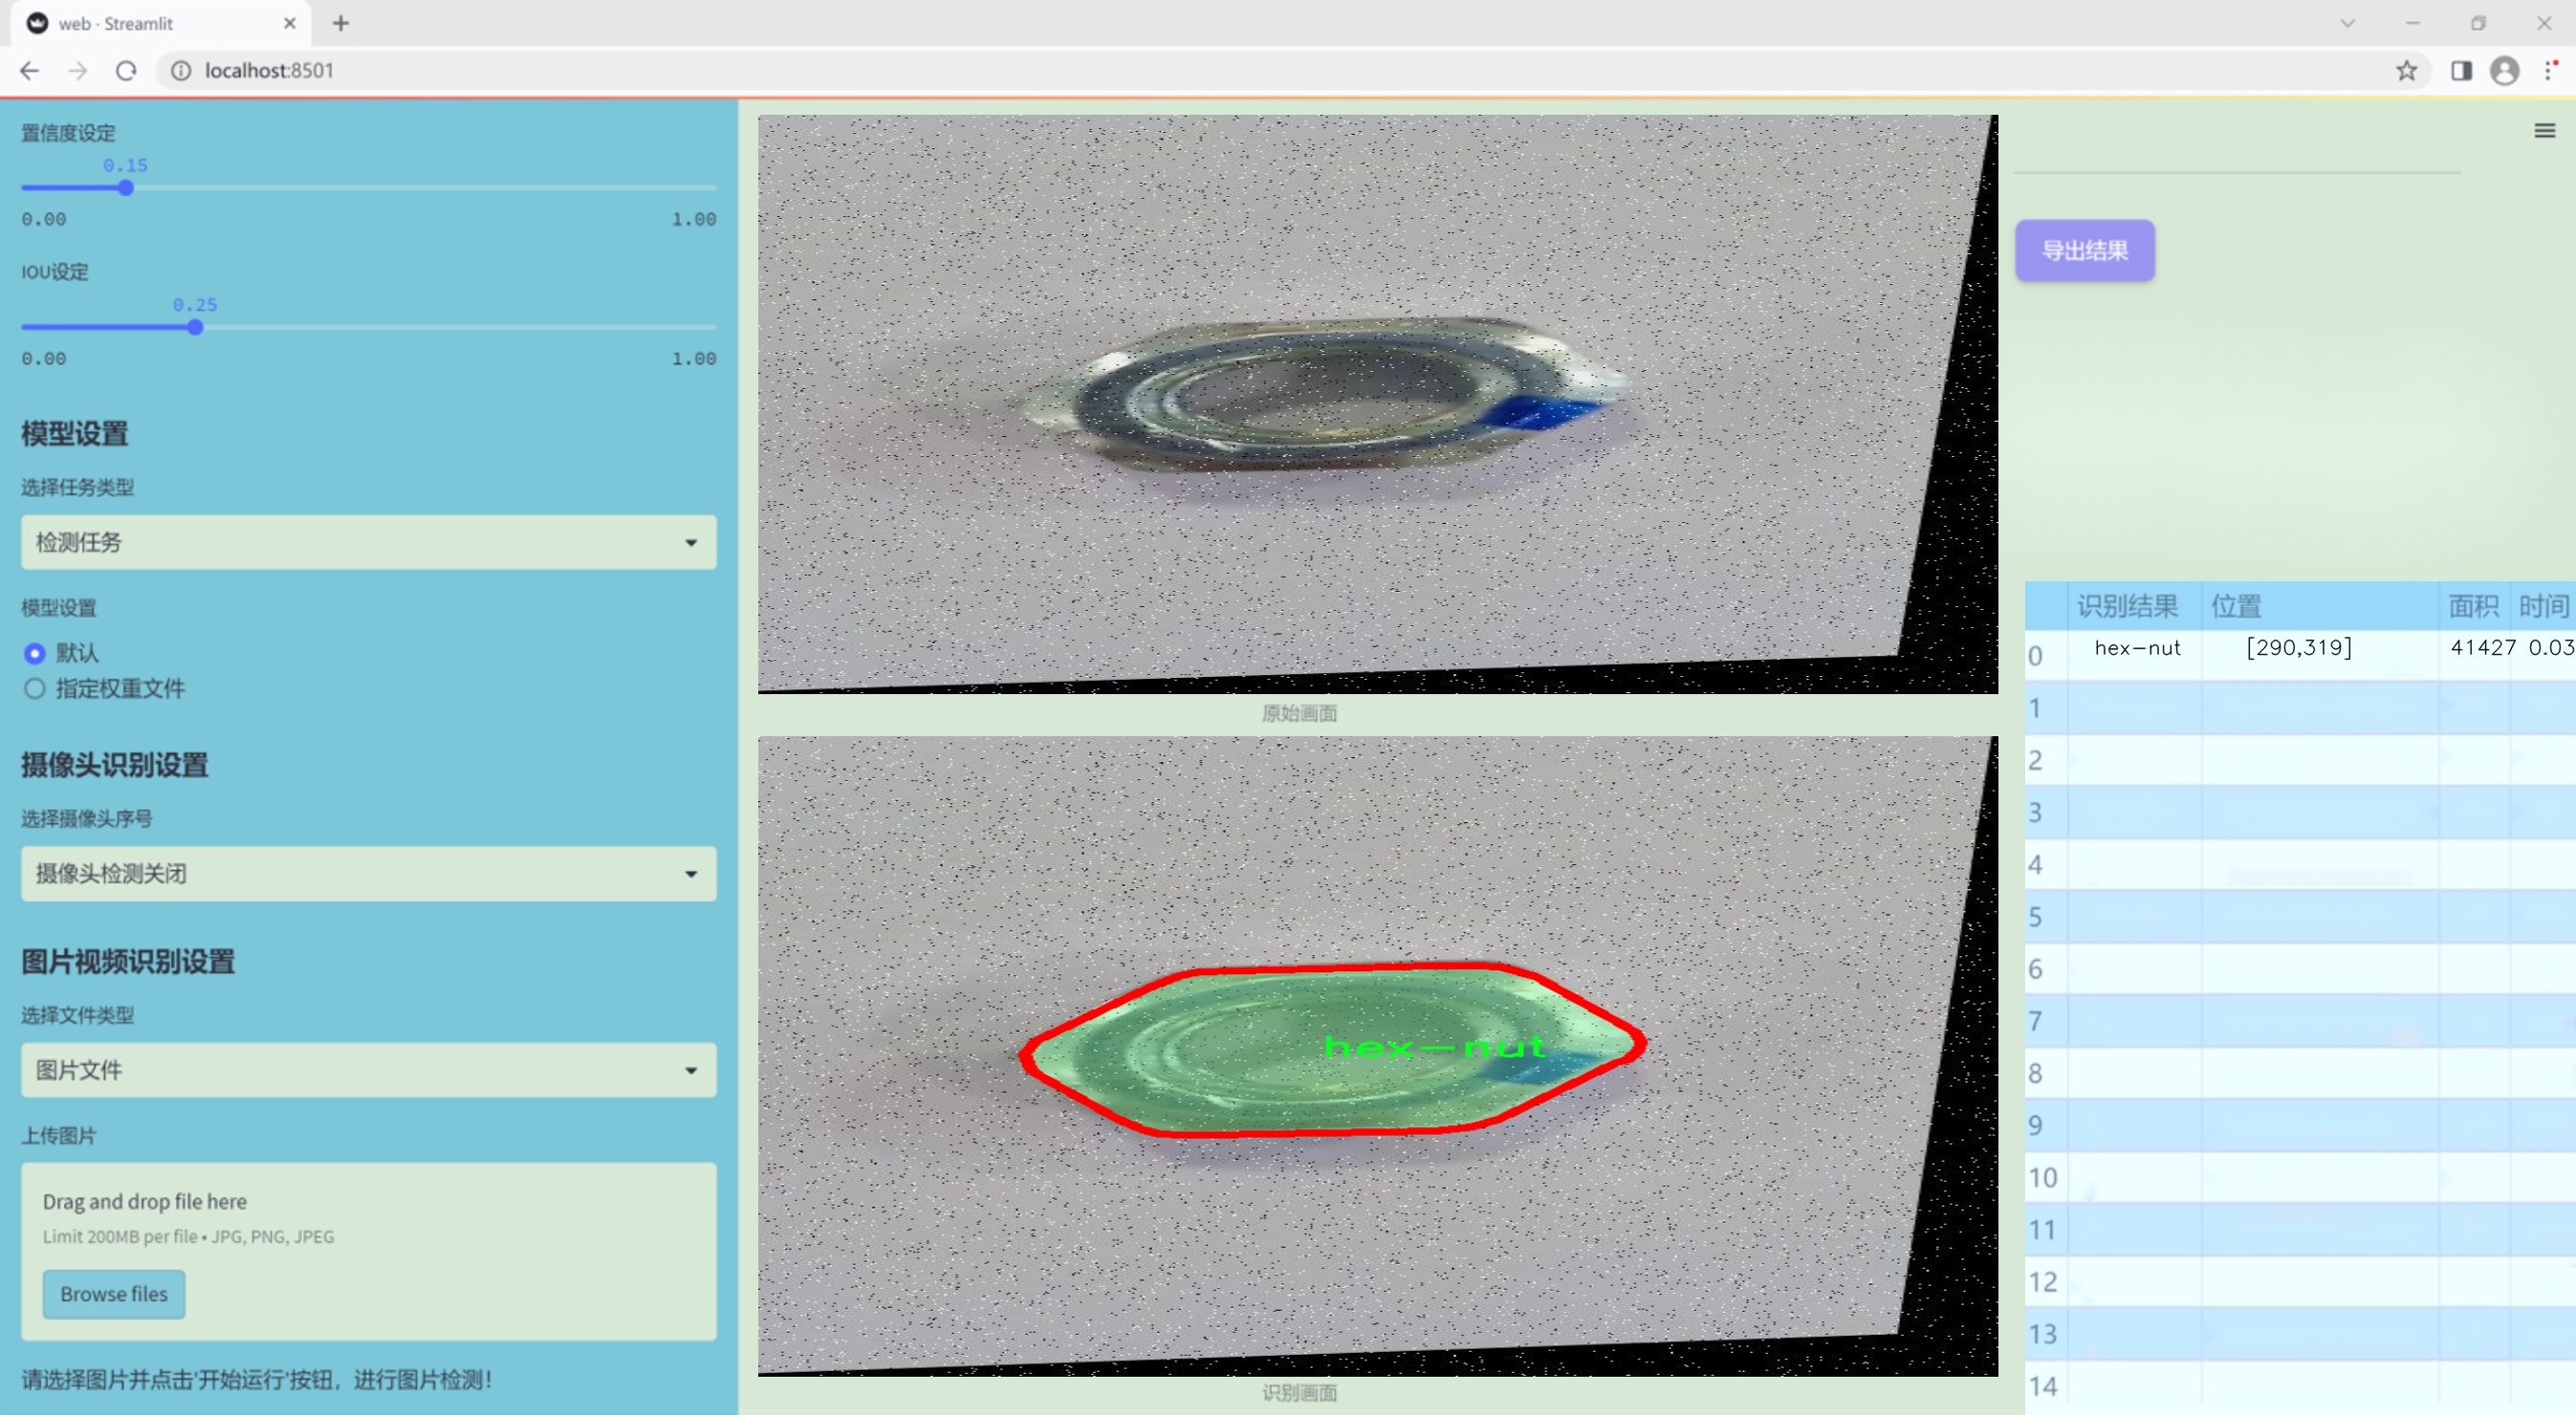 web · Streamlit
localhost:8501
置信度设定
0.15
0.00 1.00
IOU设定
0.25
0.00 1.00
模型设置
选择任务类型
检测任务
模型设置
默认
指定权重文件
摄像头识别设置
选择摄像头序号
摄像头检测关闭
图片视频识别设置
选择文件类型
图片文件
上传图片
Drag and drop file here
Limit 200MB per file • JPG, PNG, JPEG
Browse files
请选择图片并点击'开始运行'按钮，进行图片检测！
原始画面
hex-nut
识别画面
导出结果
识别结果 位置 面积 时间
0 hex-nut [290,319] 41427 0.03
1
2
3
4
5
6
7
8
9
10
11
12
13
14